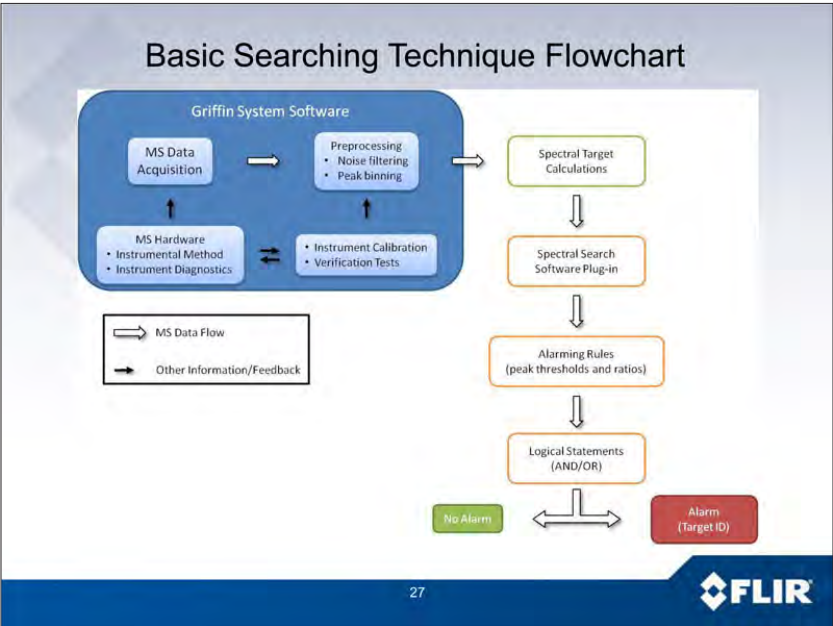 Basic Searching Technique Flowchart
Griffin System Software
MS Data
Acquisition
Preprocessing
• Noise filtering
• Peak binning
Spectral Target
Calculations
MS Hardware
• Instrumental Method
• Instrument Diagnostics
• Instrument Calibration
• Verification Tests
Spectral Search
Software Plug-in
MS Data Flow
Other Information/Feedback
Alarming Rules
(peak thresholds and ratios)
Logical Statements
(AND/OR)
No Alarm
Alarm
(Target ID)
27
FLIR